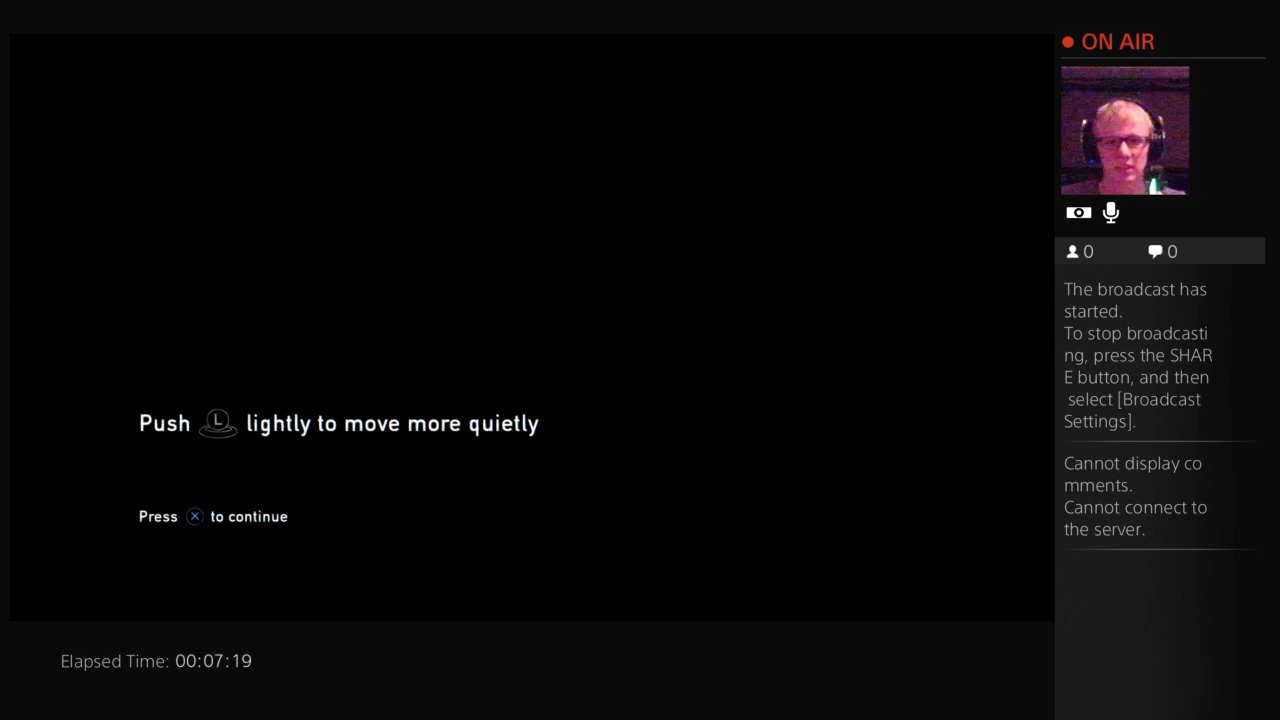 ON AIR
0 0
The broadcast has
started.
To stop broadcasti
ng, press the SHAR
E button, and then
select [Broadcast
Settings].
Cannot display co
mments.
Cannot connect to
the server.
Push L lightly to move more quietly
Press X to continue
Elapsed Time: 00:07:19